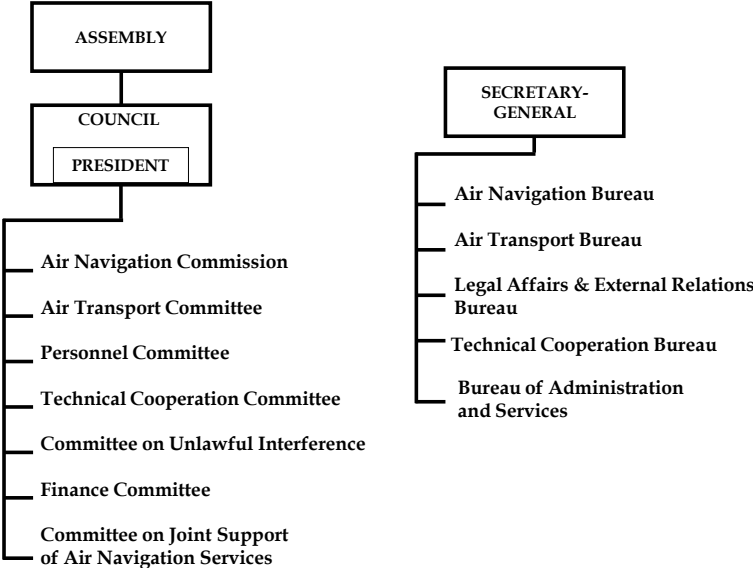 ASSEMBLY
COUNCIL
PRESIDENT
Air Navigation Commission
Air Transport Committee
Personnel Committee
Technical Cooperation Committee
Committee on Unlawful Interference
Finance Committee
Committee on Joint Support
of Air Navigation Services
SECRETARY-
GENERAL
Air Navigation Bureau
Air Transport Bureau
Legal Affairs & External Relations
Bureau
Technical Cooperation Bureau
Bureau of Administration
and Services